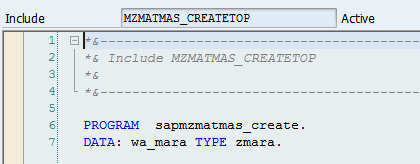 Include MZMATMAS_CREATETOP Active
1 *&---------------------------------------------
2 *& Include MZMATMAS_CREATETOP
3 *&
4 *&---------------------------------------------
5
6 PROGRAM sapmzmatmas_create.
7 DATA: wa_mara TYPE zmara.